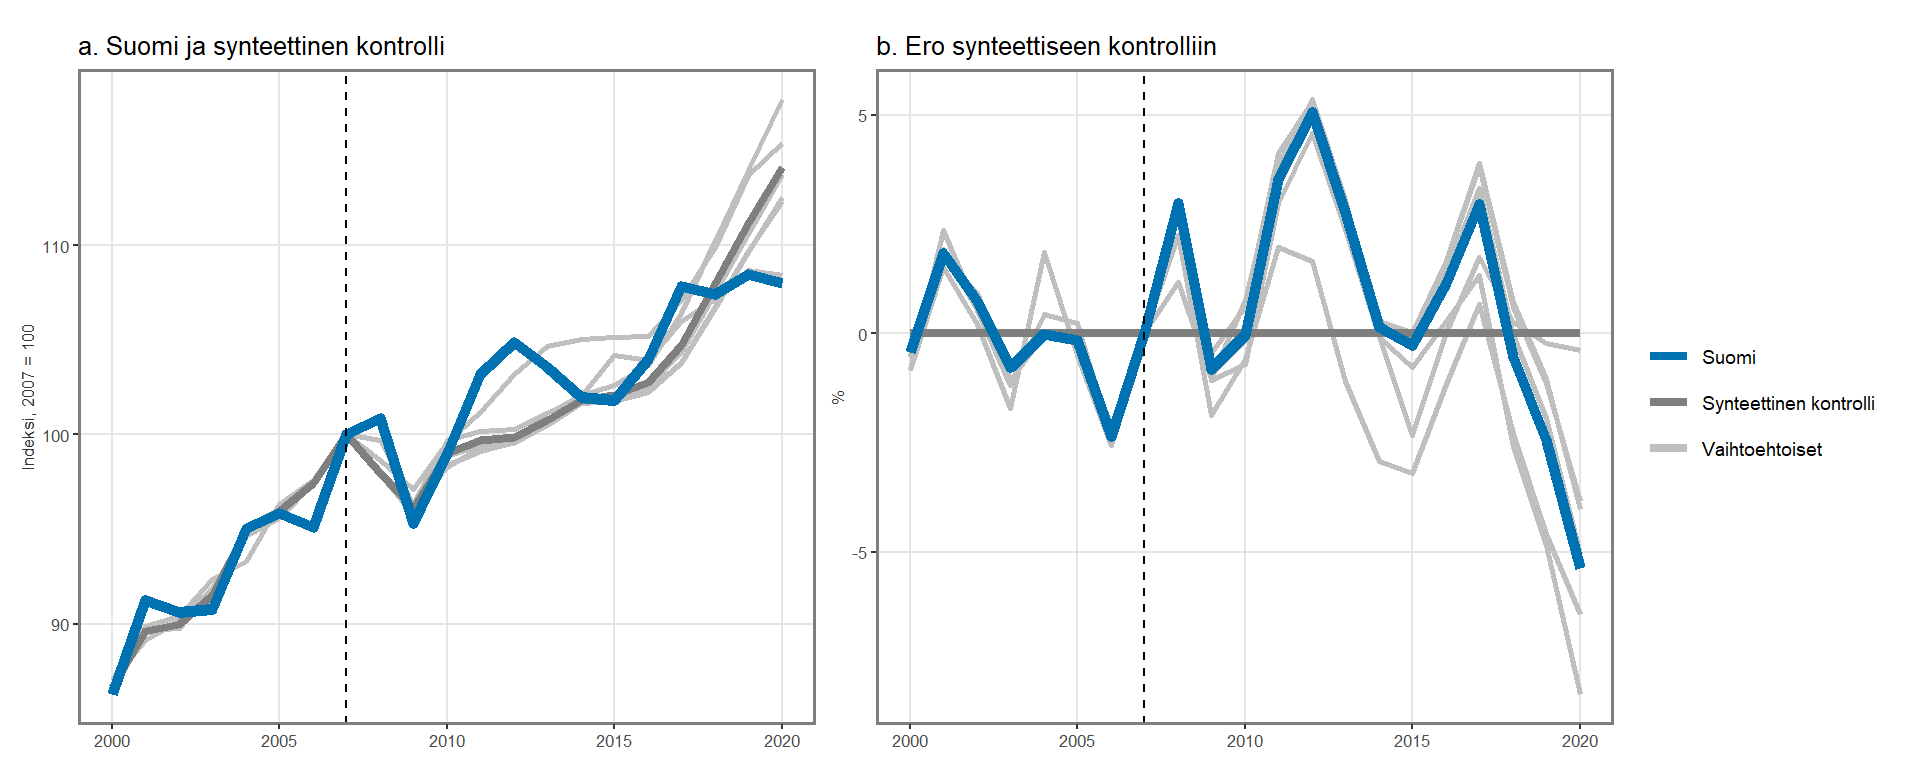 a. Suomi ja synteettinen kontrolli
Indeksi, 2007 = 100
110
100
90
2000 2005 2010 2015 2020
b. Ero synteettiseen kontrolliin
%
5
0
-5
2000 2005 2010 2015 2020
Suomi
Synteettinen kontrolli
Vaihtoehtoiset